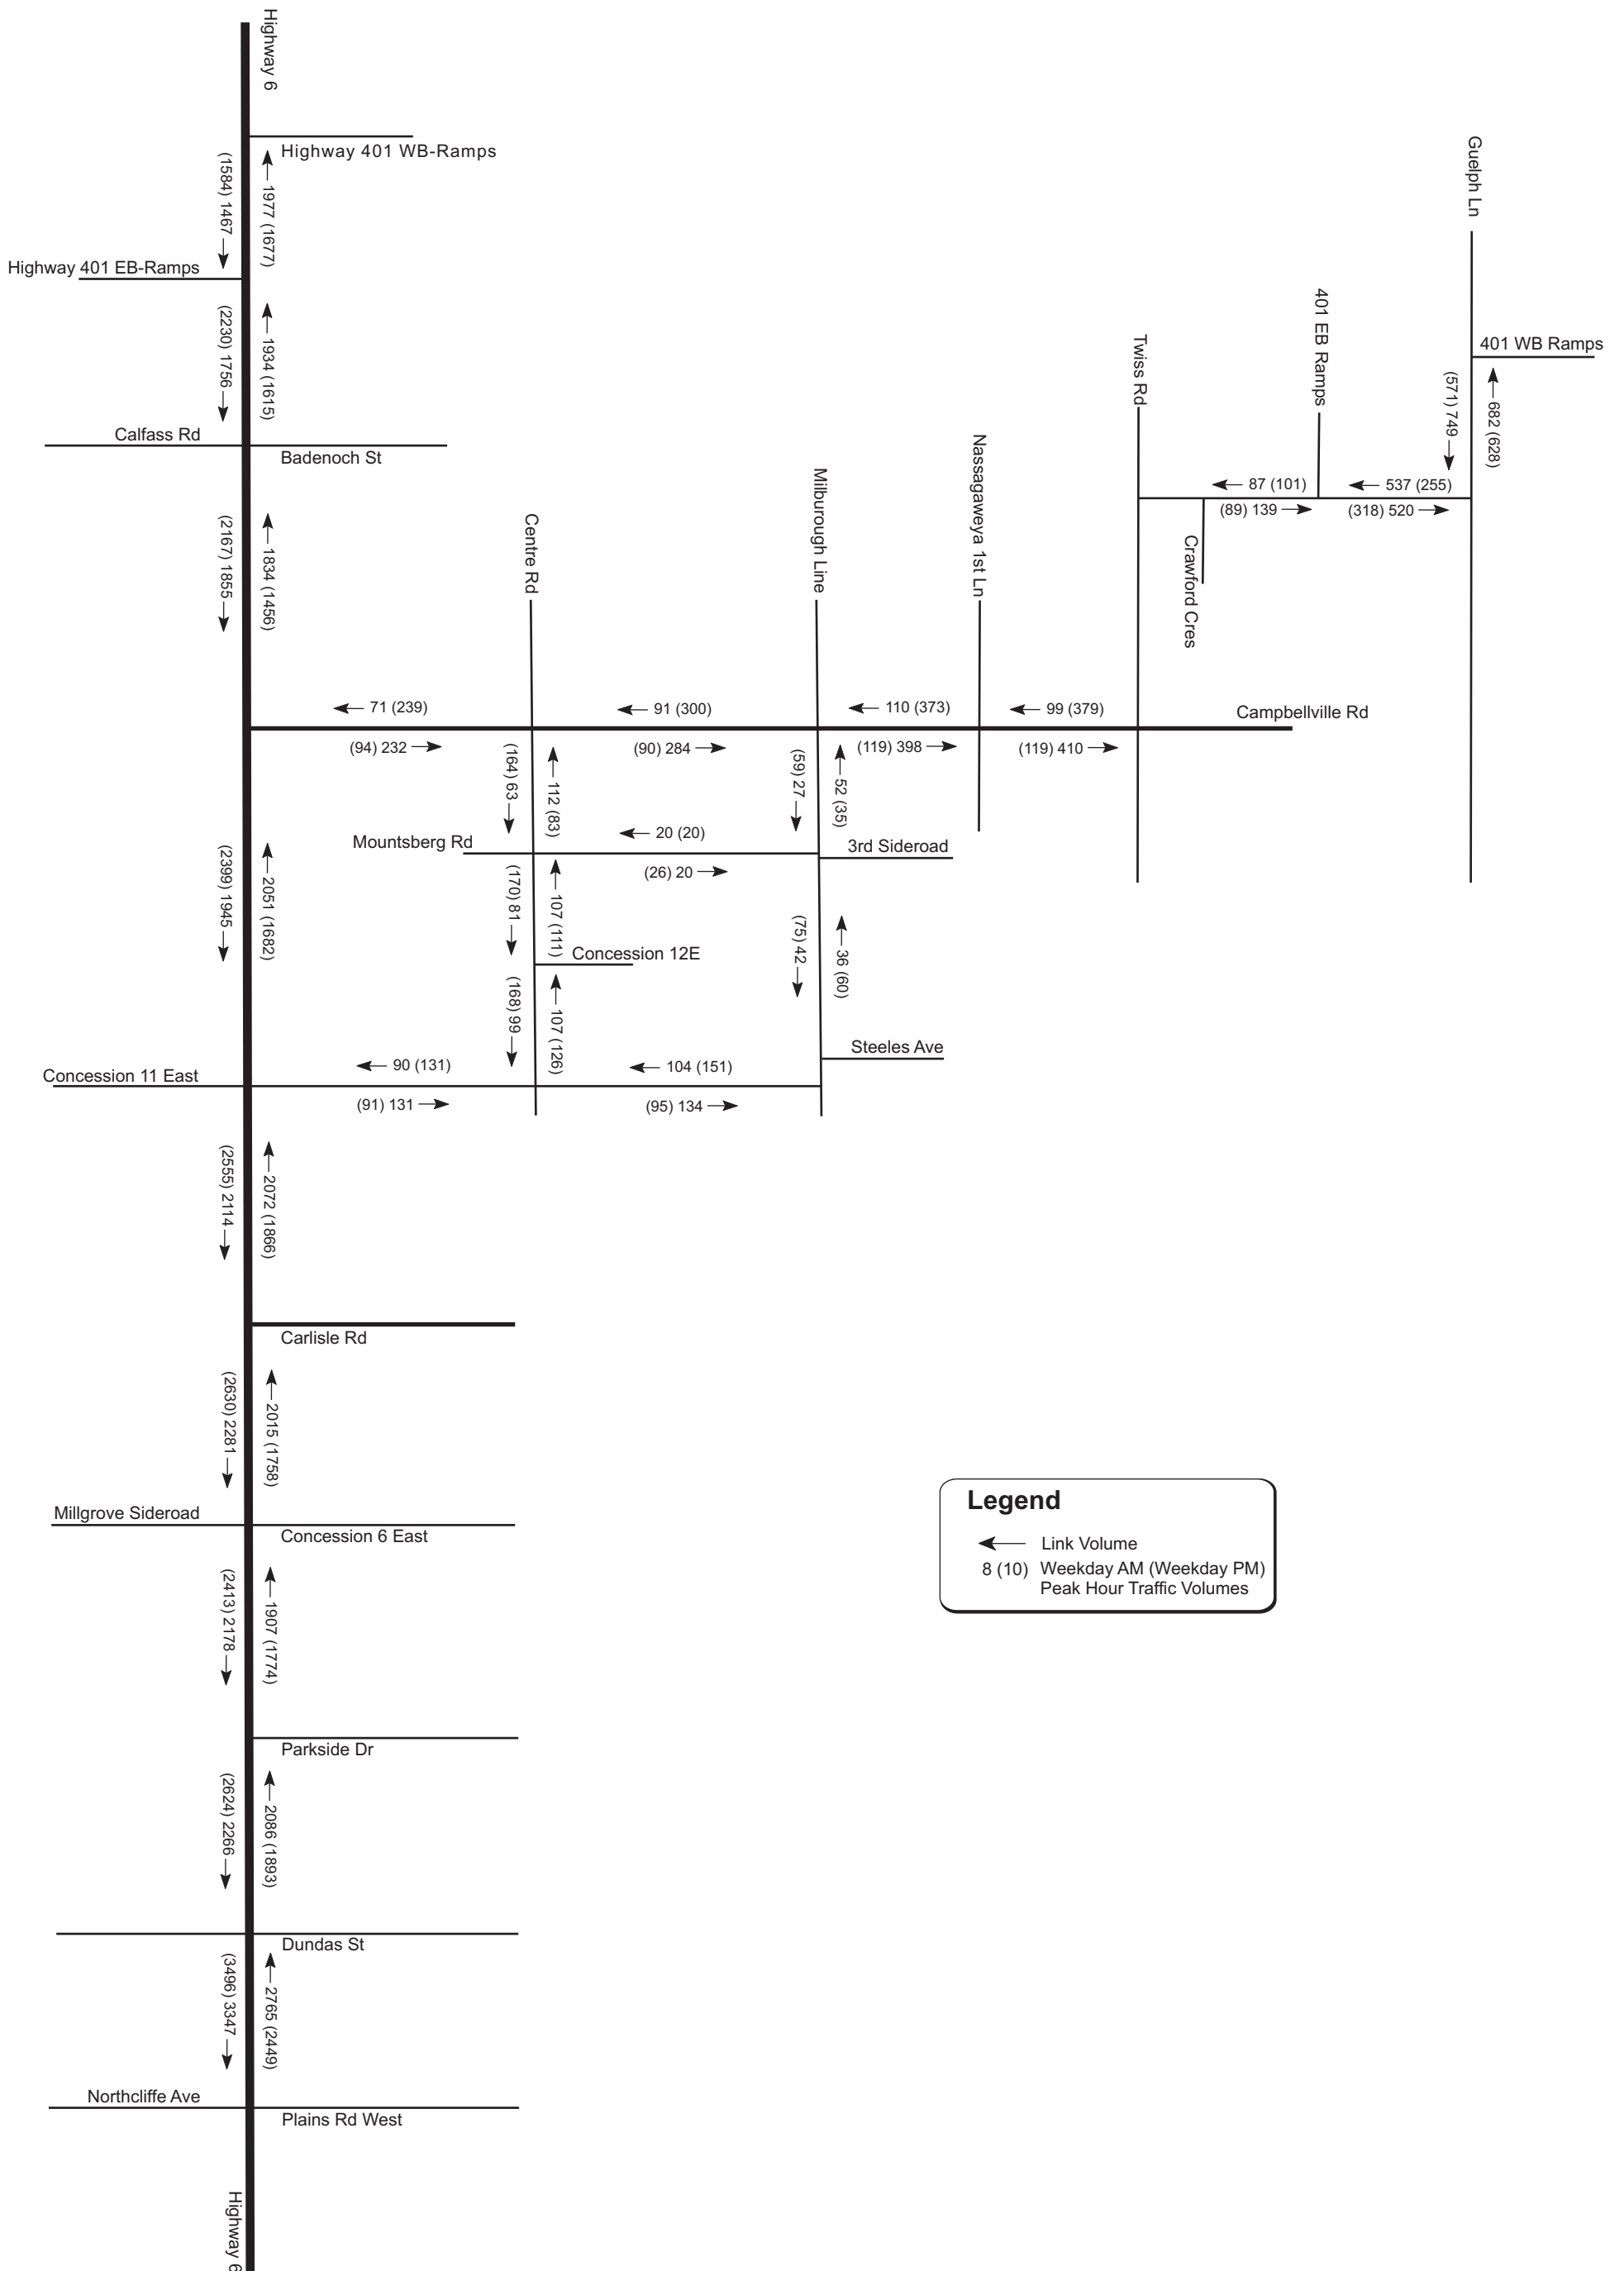 Highway 6
Highway 401 WB-Ramps
(1584) 1467
1977 (1677)
Highway 401 EB-Ramps
(2230) 1756
1934 (1615)
Calfass Rd
Badenoch St
(2167) 1855
1834 (1456)
Guelph Ln
401 WB Ramps
401 EB Ramps
Twiss Rd
(571) 749
682 (628)
87 (101)
537 (255)
(89) 139
(318) 520
Crawford Cres
Nassagaweya 1st Ln
Milburough Line
Centre Rd
71 (239)
91 (300)
110 (373)
99 (379)
Campbellville Rd
(94) 232
(90) 284
(119) 398
(119) 410
(164) 63
112 (83)
(59) 27
52 (35)
Mountsberg Rd
20 (20)
3rd Sideroad
(26) 20
(2399) 1945
2051 (1682)
(170) 81
107 (111)
Concession 12E
(75) 42
36 (60)
(168) 99
107 (126)
Steeles Ave
Concession 11 East
90 (131)
104 (151)
(91) 131
(95) 134
(2555) 2114
2072 (1866)
Carlisle Rd
(2630) 2281
2015 (1758)
Millgrove Sideroad
Concession 6 East
(2413) 2178
1907 (1774)
Parkside Dr
(2624) 2266
2086 (1893)
Dundas St
(3496) 3347
2765 (2449)
Northcliffe Ave
Plains Rd West
Highway 6
Legend
Link Volume
8 (10) Weekday AM (Weekday PM)
Peak Hour Traffic Volumes